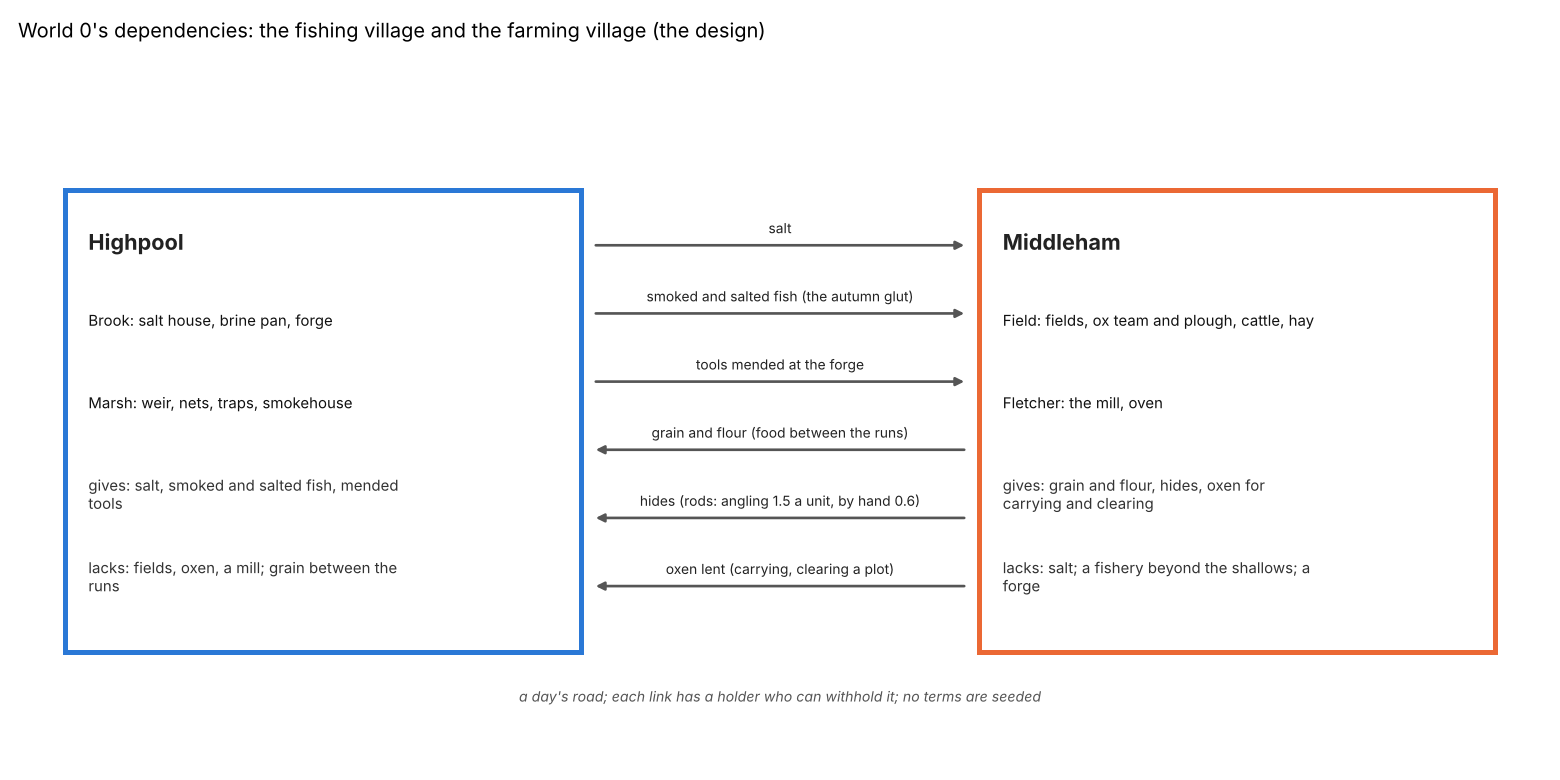 World 0's dependencies: the fishing village and the farming village (the design)
Highpool
Brook: salt house, brine pan, forge
Marsh: weir, nets, traps, smokehouse
gives: salt, smoked and salted fish, mended
tools
lacks: fields, oxen, a mill; grain between the
runs
salt
smoked and salted fish (the autumn glut)
tools mended at the forge
grain and flour (food between the runs)
hides (rods: angling 1.5 a unit, by hand 0.6)
oxen lent (carrying, clearing a plot)
Middleham
Field: fields, ox team and plough, cattle, hay
Fletcher: the mill, oven
gives: grain and flour, hides, oxen for
carrying and clearing
lacks: salt; a fishery beyond the shallows; a
forge
a day's road; each link has a holder who can withhold it; no terms are seeded